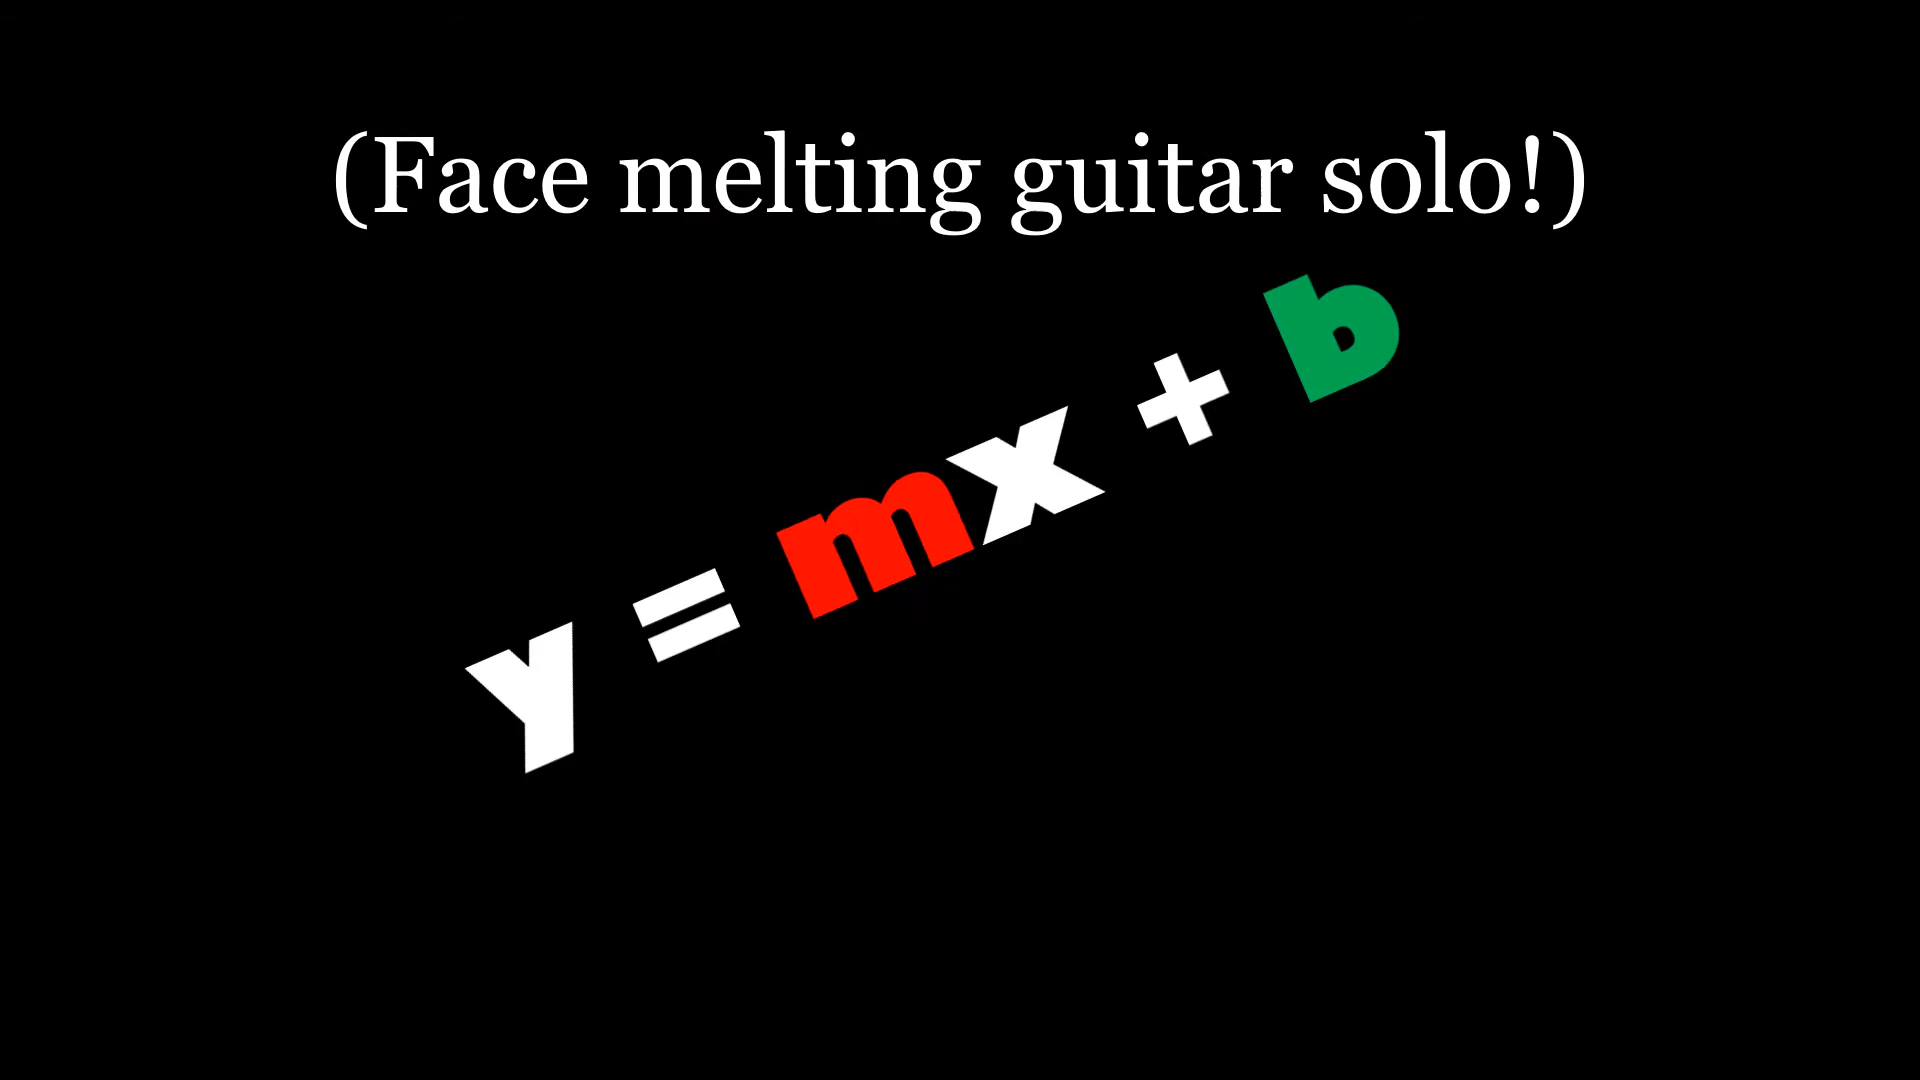 (Face melting guitar solo!)
y = mx + b